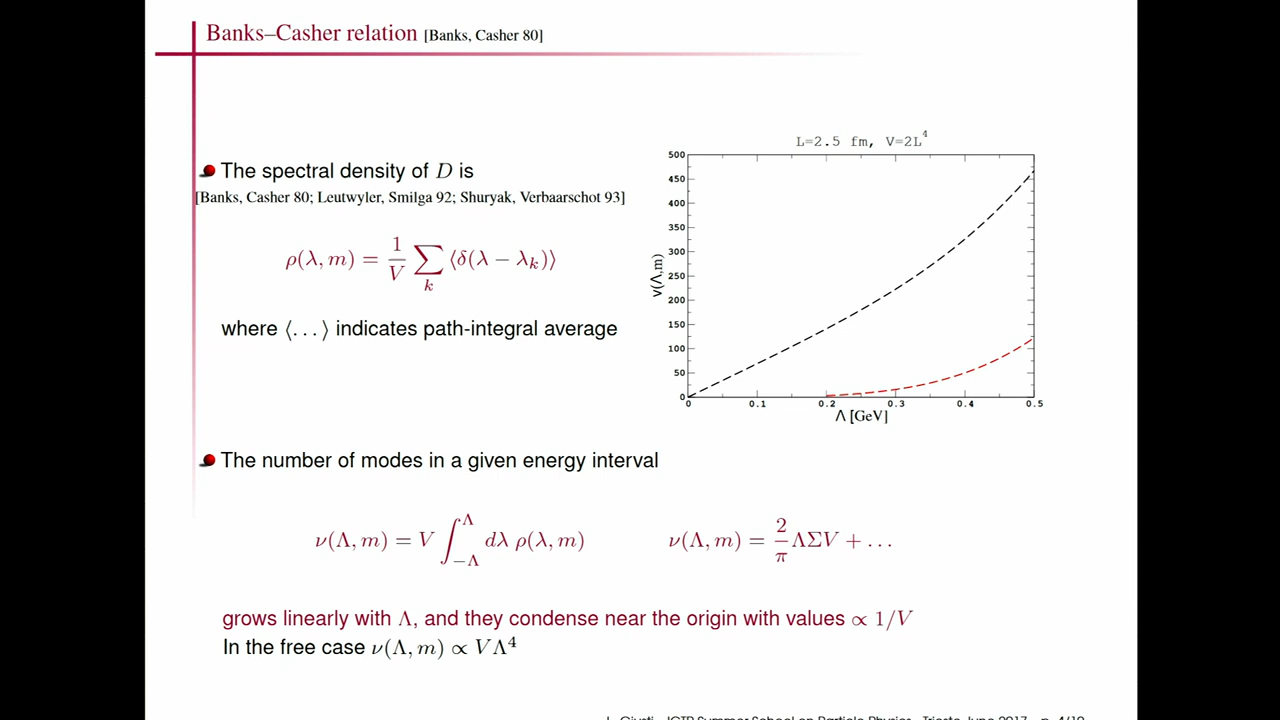 Banks–Casher relation [Banks, Casher 80]
The spectral density of D is
[Banks, Casher 80; Leutwyler, Smilga 92; Shuryak, Verbaarschot 93]
ρ(λ, m) = 1/V ∑_k ⟨δ(λ − λ_k)⟩
where ⟨. . .⟩ indicates path-integral average
L=2.5 fm, V=2L^4
ν(Λ,m)
500
450
400
350
300
250
200
150
100
50
0
0 0.1 0.2 0.3 0.4 0.5
Λ [GeV]
The number of modes in a given energy interval
ν(Λ, m) = V ∫_{−Λ}^{Λ} dλ ρ(λ, m) ν(Λ, m) = 2/π ΛΣV + . . .
grows linearly with Λ, and they condense near the origin with values ∝ 1/V
In the free case ν(Λ, m) ∝ VΛ^4